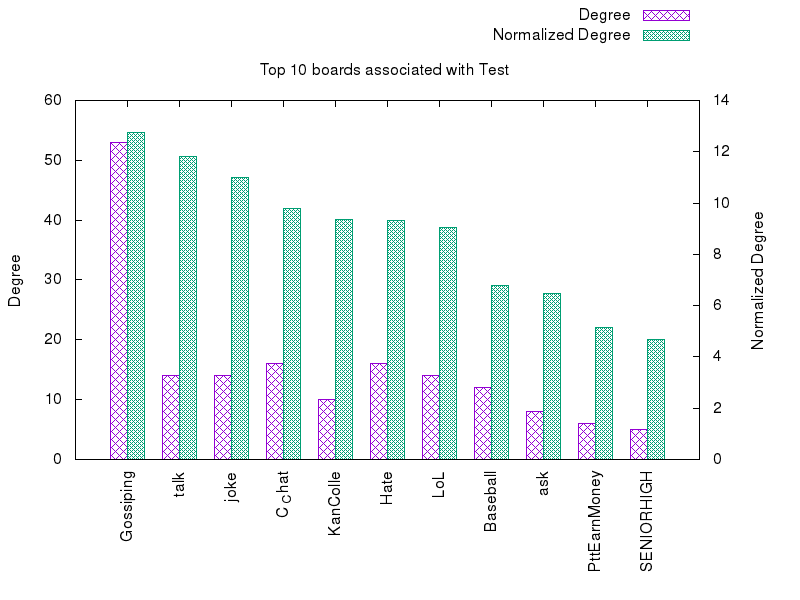 Degree
Normalized Degree
Top 10 boards associated with Test
60
50
40
30
20
10
0
14
12
10
8
6
4
2
0
Degree
Normalized Degree
Gossiping
talk
joke
CChat
KanColle
Hate
LoL
Baseball
ask
PttEarnMoney
SENIORHIGH